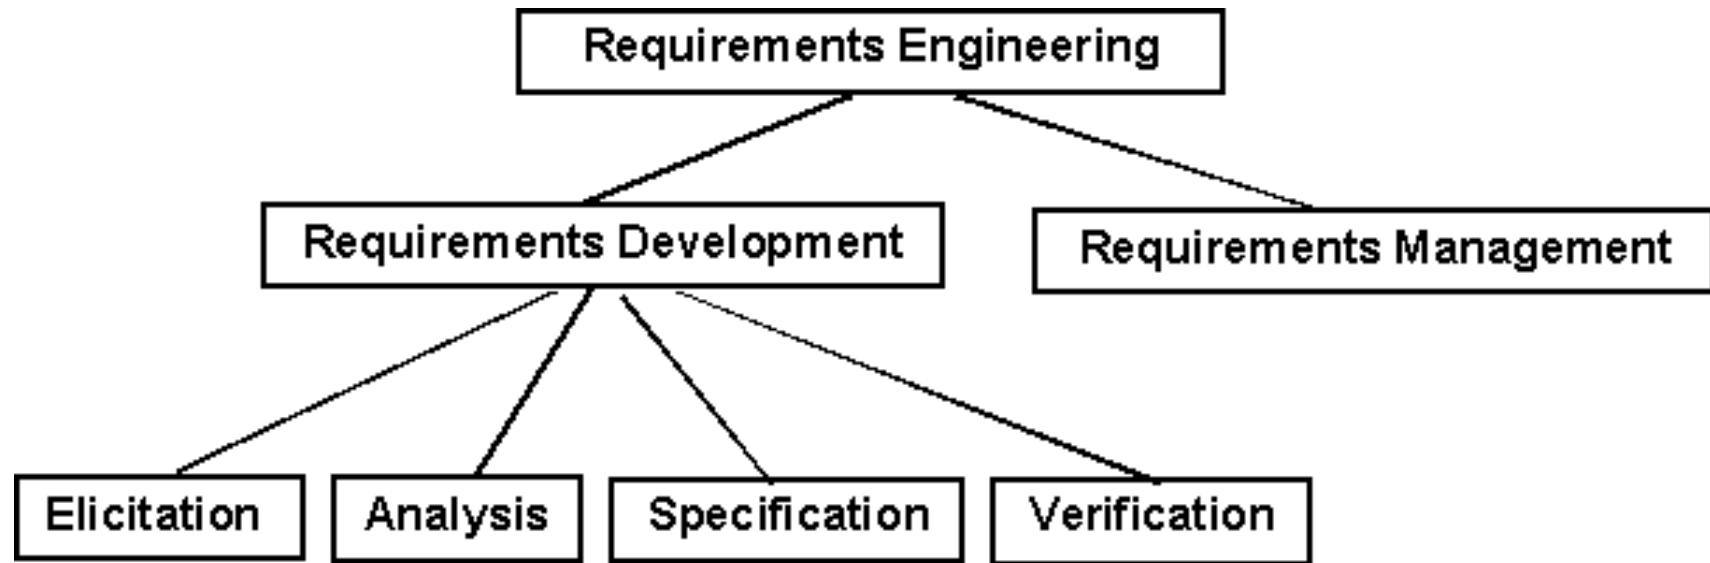 Requirements Engineering
Requirements Development
Requirements Management
Elicitation
Analysis
Specification
Verification